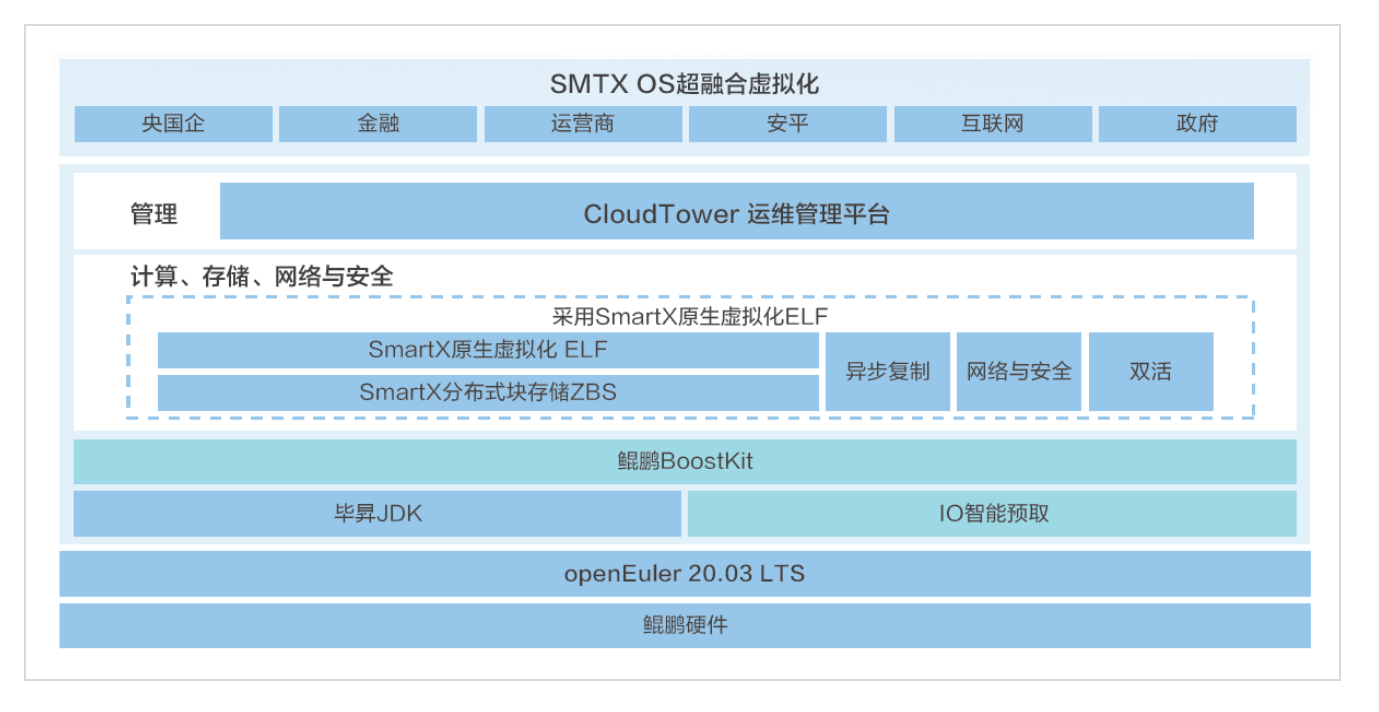 SMTX OS超融合虚拟化
央国企 金融 运营商 安平 互联网 政府
管理 CloudTower 运维管理平台
计算、存储、网络与安全
采用SmartX原生虚拟化ELF
SmartX原生虚拟化 ELF
SmartX分布式块存储ZBS
异步复制 网络与安全 双活
鲲鹏BoostKit
毕昇JDK IO智能预取
openEuler 20.03 LTS
鲲鹏硬件